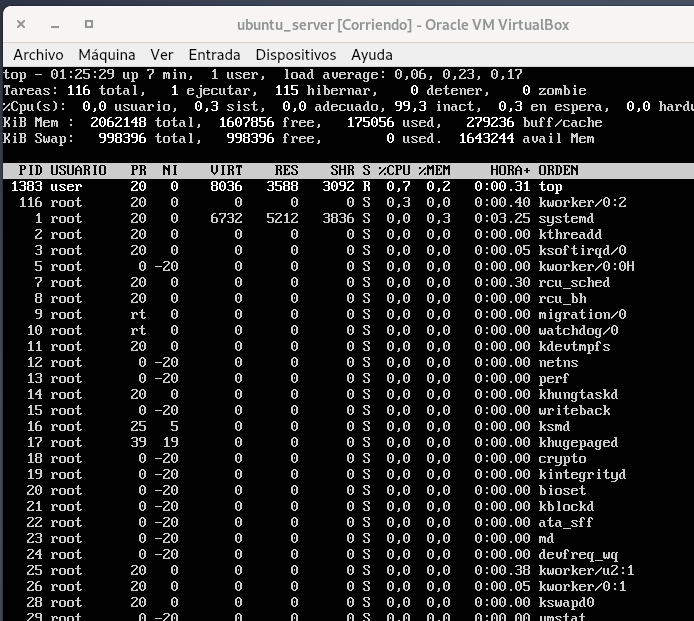 ubuntu_server [Corriendo] - Oracle VM VirtualBox
Archivo Máquina Ver Entrada Dispositivos Ayuda
top - 01:25:29 up 7 min, 1 user, load average: 0,06, 0,23, 0,17
Tareas: 116 total, 1 ejecutar, 115 hibernar, 0 detener, 0 zombie
%Cpu(s): 0,0 usuario, 0,3 sist, 0,0 adecuado, 99,3 inact, 0,3 en espera, 0,0 hardw
KiB Mem : 2062148 total, 1607856 free, 175056 used, 279236 buff/cache
KiB Swap: 998396 total, 998396 free, 0 used. 1643244 avail Mem
PID USUARIO PR NI VIRT RES SHR S %CPU %MEM HORA+ ORDEN
1383 user 20 0 8036 3588 3092 R 0,7 0,2 0:00.31 top
116 root 20 0 0 0 0 S 0,3 0,0 0:00.40 kworker/0:2
1 root 20 0 6732 5212 3836 S 0,0 0,3 0:03.25 systemd
2 root 20 0 0 0 0 S 0,0 0,0 0:00.00 kthreadd
3 root 20 0 0 0 0 S 0,0 0,0 0:00.05 ksoftirqd/0
5 root 0 -20 0 0 0 S 0,0 0,0 0:00.00 kworker/0:0H
7 root 20 0 0 0 0 S 0,0 0,0 0:00.30 rcu_sched
8 root 20 0 0 0 0 S 0,0 0,0 0:00.00 rcu_bh
9 root rt 0 0 0 0 S 0,0 0,0 0:00.00 migration/0
10 root rt 0 0 0 0 S 0,0 0,0 0:00.00 watchdog/0
11 root 20 0 0 0 0 S 0,0 0,0 0:00.00 kdevtmpfs
12 root 0 -20 0 0 0 S 0,0 0,0 0:00.00 netns
13 root 0 -20 0 0 0 S 0,0 0,0 0:00.00 perf
14 root 20 0 0 0 0 S 0,0 0,0 0:00.00 khungtaskd
15 root 0 -20 0 0 0 S 0,0 0,0 0:00.00 writeback
16 root 25 5 0 0 0 S 0,0 0,0 0:00.00 ksmd
17 root 39 19 0 0 0 S 0,0 0,0 0:00.00 khugepaged
18 root 0 -20 0 0 0 S 0,0 0,0 0:00.00 crypto
19 root 0 -20 0 0 0 S 0,0 0,0 0:00.00 kintegrityd
20 root 0 -20 0 0 0 S 0,0 0,0 0:00.00 bioset
21 root 0 -20 0 0 0 S 0,0 0,0 0:00.00 kblockd
22 root 0 -20 0 0 0 S 0,0 0,0 0:00.00 ata_sff
23 root 0 -20 0 0 0 S 0,0 0,0 0:00.00 md
24 root 0 -20 0 0 0 S 0,0 0,0 0:00.00 devfreq_wq
25 root 20 0 0 0 0 S 0,0 0,0 0:00.38 kworker/u2:1
26 root 20 0 0 0 0 S 0,0 0,0 0:00.05 kworker/0:1
28 root 20 0 0 0 0 S 0,0 0,0 0:00.00 kswapd0
29 root 0 -20 0 0 0 S 0,0 0,0 0:00.00 vmstat